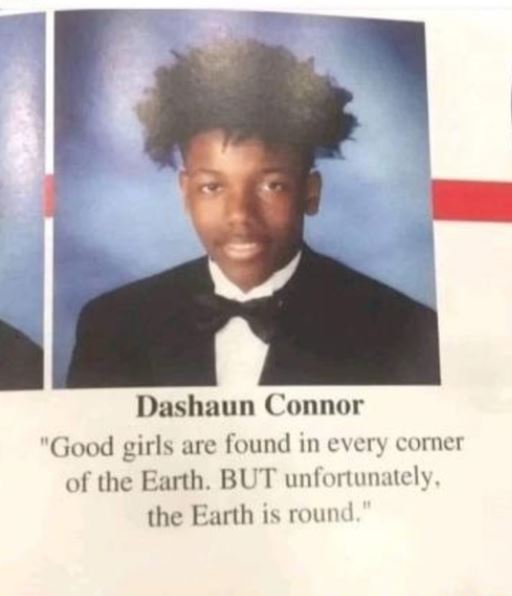 Dashaun Connor
"Good girls are found in every corner
of the Earth. BUT unfortunately,
the Earth is round."